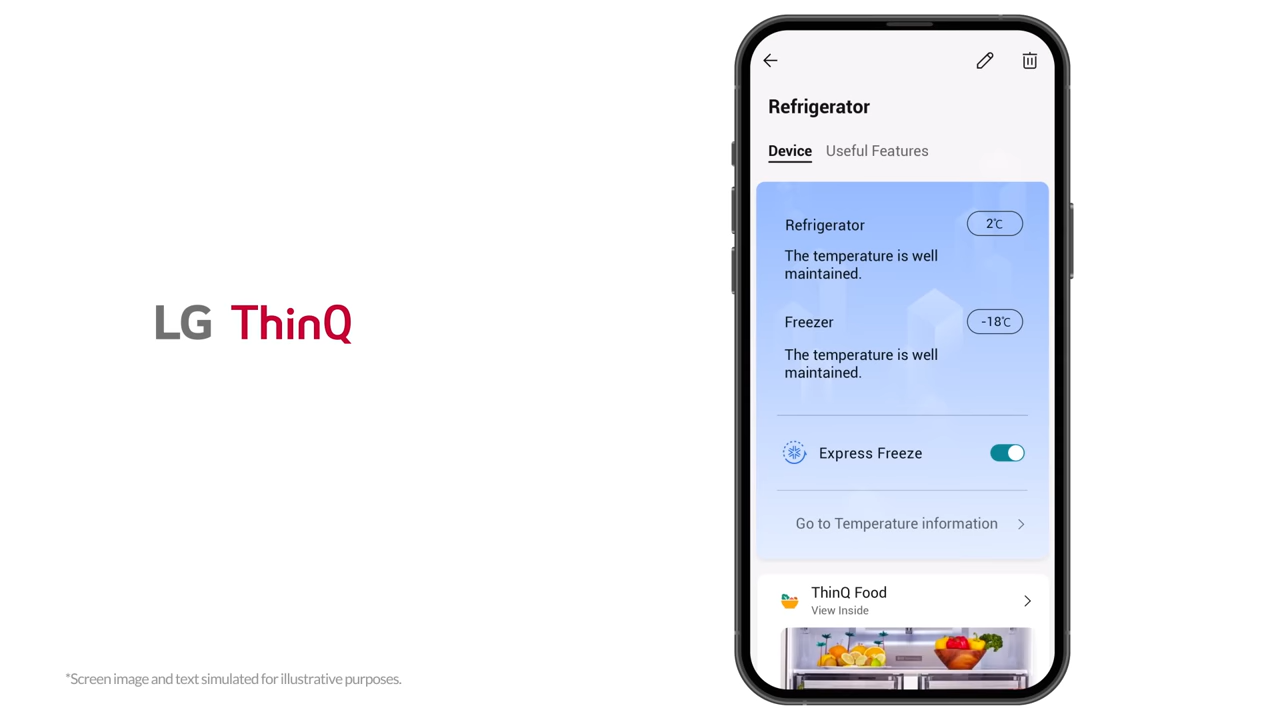 LG ThinQ
*Screen image and text simulated for illustrative purposes.
Refrigerator
Device Useful Features
Refrigerator 2℃
The temperature is well
maintained.
Freezer -18℃
The temperature is well
maintained.
Express Freeze
Go to Temperature information
ThinQ Food
View Inside